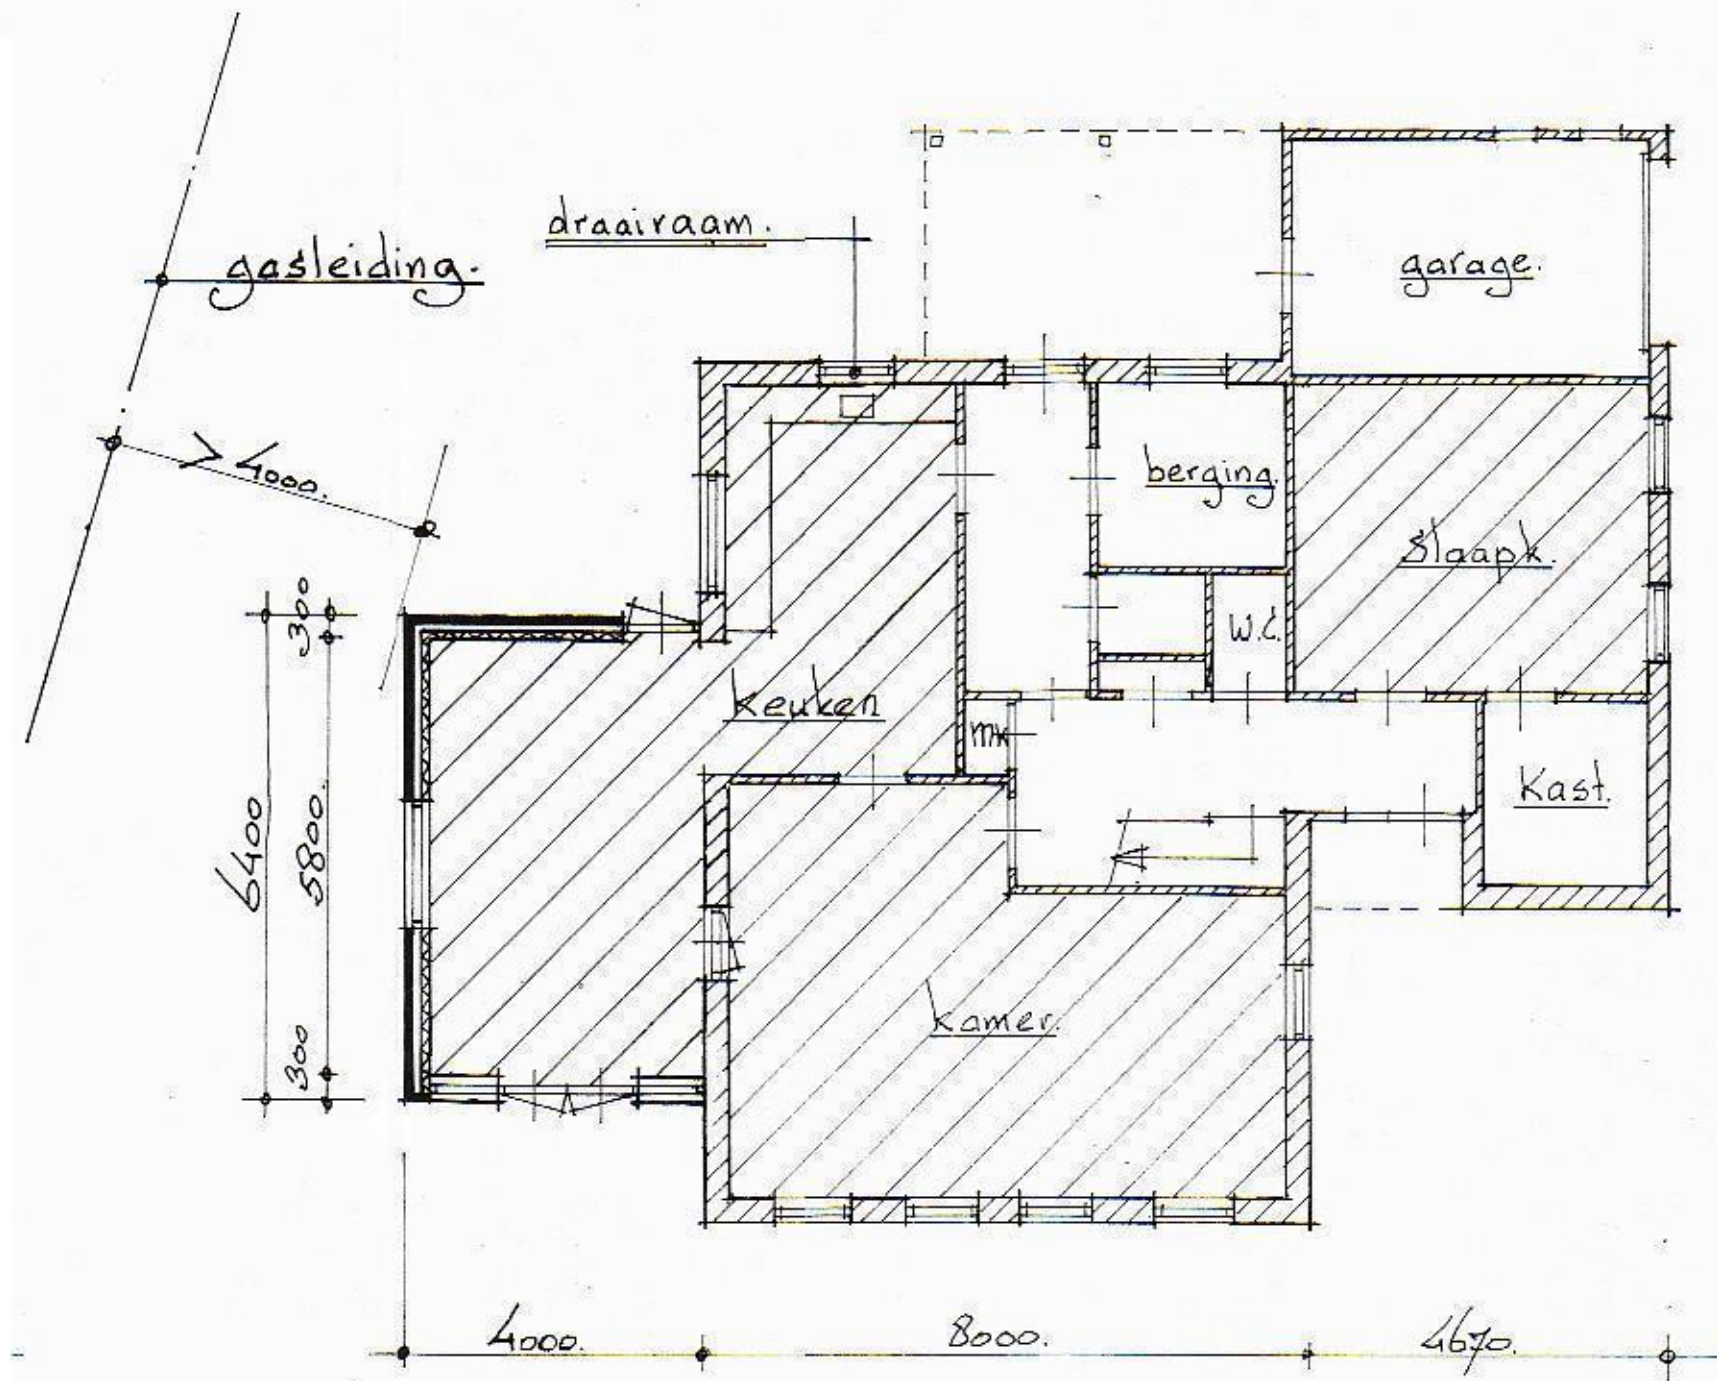 draairaam.
gasleiding.
garage.
> 4000.
berging.
Slaapk.
W.C.
300
keuken
mk
Kast.
6400
5800.
kamer.
300
4000.
8000.
4670.